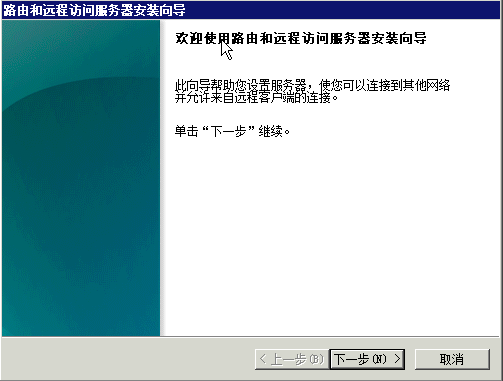 路由和远程访问服务器安装向导
欢迎使用路由和远程访问服务器安装向导
此向导帮助您设置服务器，使您可以连接到其他网络
并允许来自远程客户端的连接。
单击“下一步”继续。
< 上一步(B)
下一步(N) >
取消